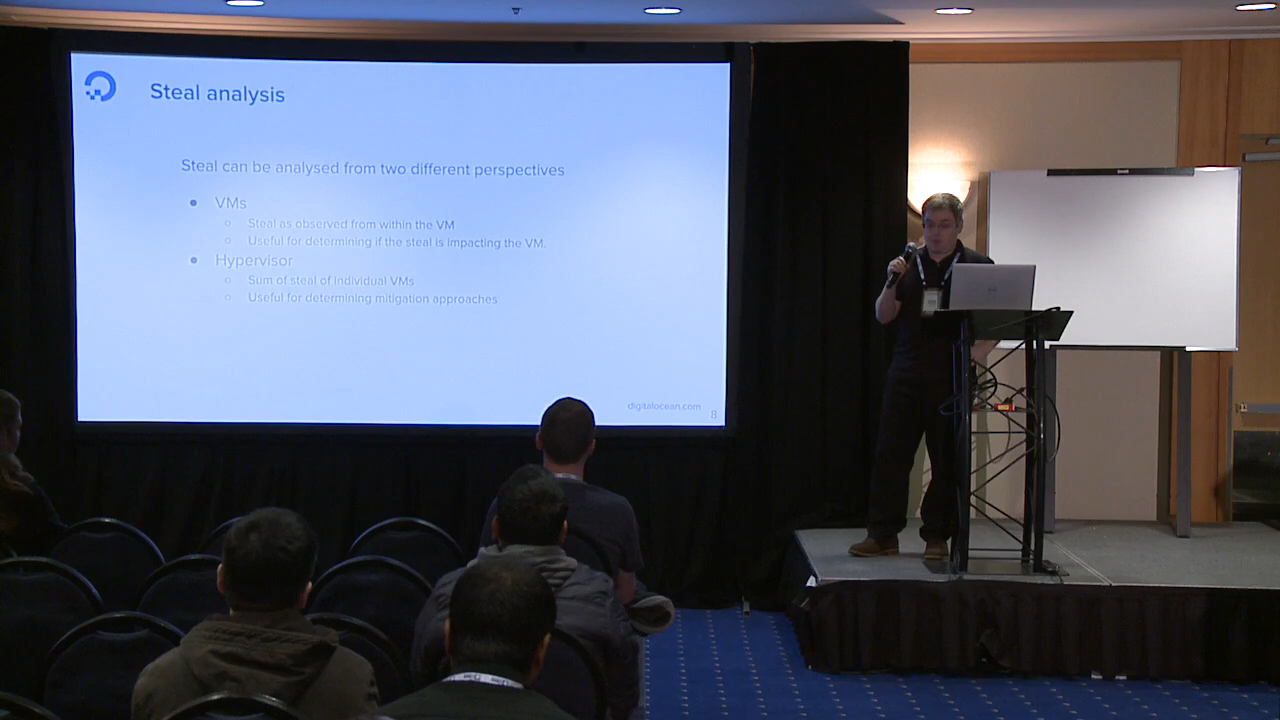 Steal analysis
Steal can be analysed from two different perspectives
VMs
Steal as observed from within the VM
Useful for determining if the steal is impacting the VM.
Hypervisor
Sum of steal of individual VMs
Useful for determining mitigation approaches
digitalocean.com
8